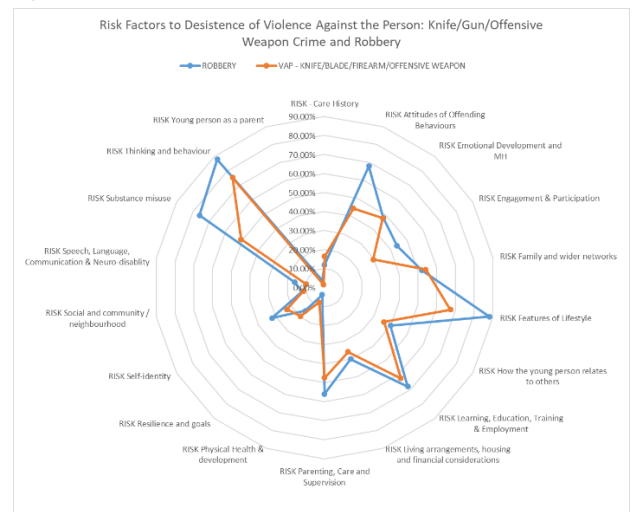 Risk Factors to Desistence of Violence Against the Person: Knife/Gun/Offensive
Weapon Crime and Robbery
ROBBERY
VAP - KNIFE/BLADE/FIREARM/OFFENSIVE WEAPON
RISK - Care History
RISK Attitudes of Offending
Behaviours
RISK Emotional Development and
MH
RISK Engagement & Participation
RISK Family and wider networks
RISK Features of Lifestyle
RISK How the young person relates
to others
RISK Learning, Education, Training
& Employment
RISK Living arrangements, housing
and financial considerations
RISK Parenting, Care and
Supervision
RISK Physical Health &
development
RISK Resilience and goals
RISK Self-identity
RISK Social and community /
neighbourhood
RISK Speech, Language,
Communication & Neuro-disablity
RISK Substance misuse
RISK Thinking and behaviour
RISK Young person as a parent
90.00%
80.00%
70.00%
60.00%
50.00%
40.00%
30.00%
20.00%
10.00%
0.00%